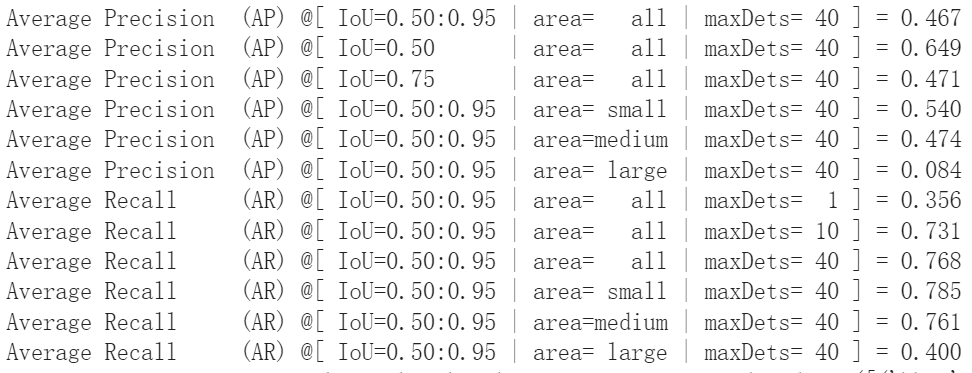 Average Precision  (AP) @[ IoU=0.50:0.95 | area=   all | maxDets= 40 ] = 0.467
Average Precision  (AP) @[ IoU=0.50      | area=   all | maxDets= 40 ] = 0.649
Average Precision  (AP) @[ IoU=0.75      | area=   all | maxDets= 40 ] = 0.471
Average Precision  (AP) @[ IoU=0.50:0.95 | area= small | maxDets= 40 ] = 0.540
Average Precision  (AP) @[ IoU=0.50:0.95 | area=medium | maxDets= 40 ] = 0.474
Average Precision  (AP) @[ IoU=0.50:0.95 | area= large | maxDets= 40 ] = 0.084
Average Recall     (AR) @[ IoU=0.50:0.95 | area=   all | maxDets=  1 ] = 0.356
Average Recall     (AR) @[ IoU=0.50:0.95 | area=   all | maxDets= 10 ] = 0.731
Average Recall     (AR) @[ IoU=0.50:0.95 | area=   all | maxDets= 40 ] = 0.768
Average Recall     (AR) @[ IoU=0.50:0.95 | area= small | maxDets= 40 ] = 0.785
Average Recall     (AR) @[ IoU=0.50:0.95 | area=medium | maxDets= 40 ] = 0.761
Average Recall     (AR) @[ IoU=0.50:0.95 | area= large | maxDets= 40 ] = 0.400